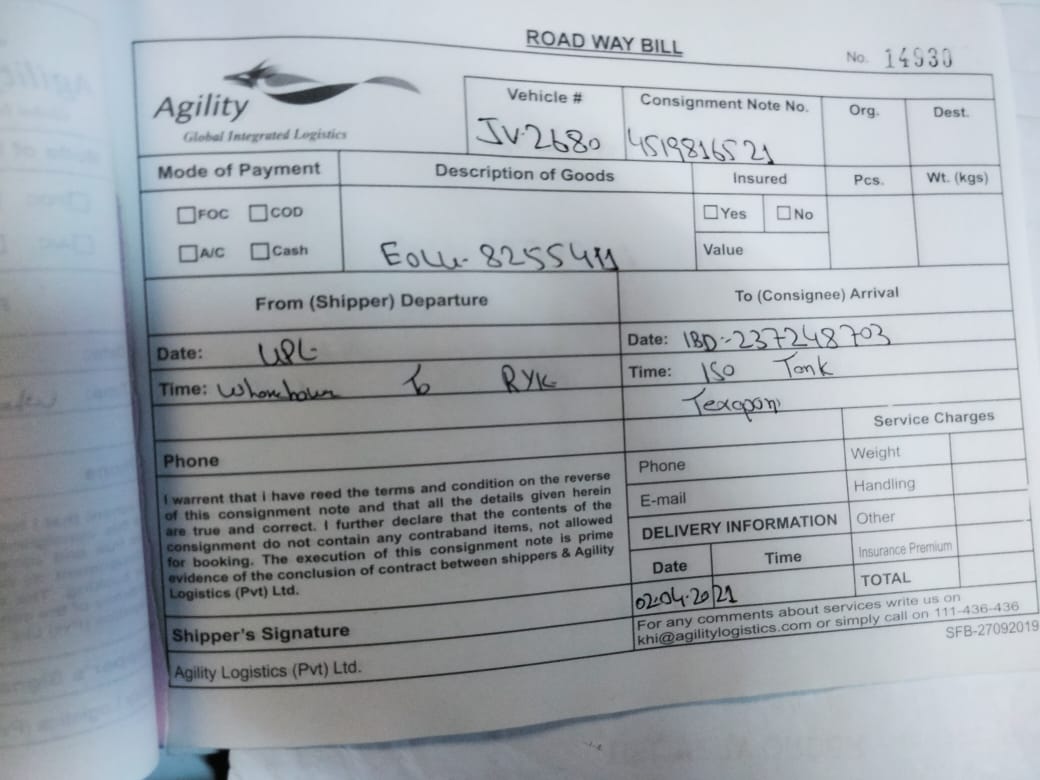 ROAD WAY BILL
No. 14930
Agility
Global Integrated Logistics
Vehicle # Consignment Note No. Org. Dest.
JV-2680 4519816521
Mode of Payment Description of Goods Insured Pcs. Wt. (kgs)
FOC COD Yes No
A/C Cash Value
8255411
From (Shipper) Departure To (Consignee) Arrival
Date: UPL Date: IBD-237248703
Time: To RYK Time: ISO Tank
Texapon
Service Charges
Phone Phone Weight
E-mail Handling
DELIVERY INFORMATION Other
Date Time Insurance Premium
02.04.2021 TOTAL
I warrent that i have reed the terms and condition on the reverse
of this consignment note and that all the details given herein
are true and correct. I further declare that the contents of the
consignment do not contain any contraband items, not allowed
for booking. The execution of this consignment note is prime
evidence of the conclusion of contract between shippers & Agility
Logistics (Pvt) Ltd.
Shipper's Signature
For any comments about services write us on
khi@agilitylogistics.com or simply call on 111-436-436
Agility Logistics (Pvt) Ltd.
SFB-27092019